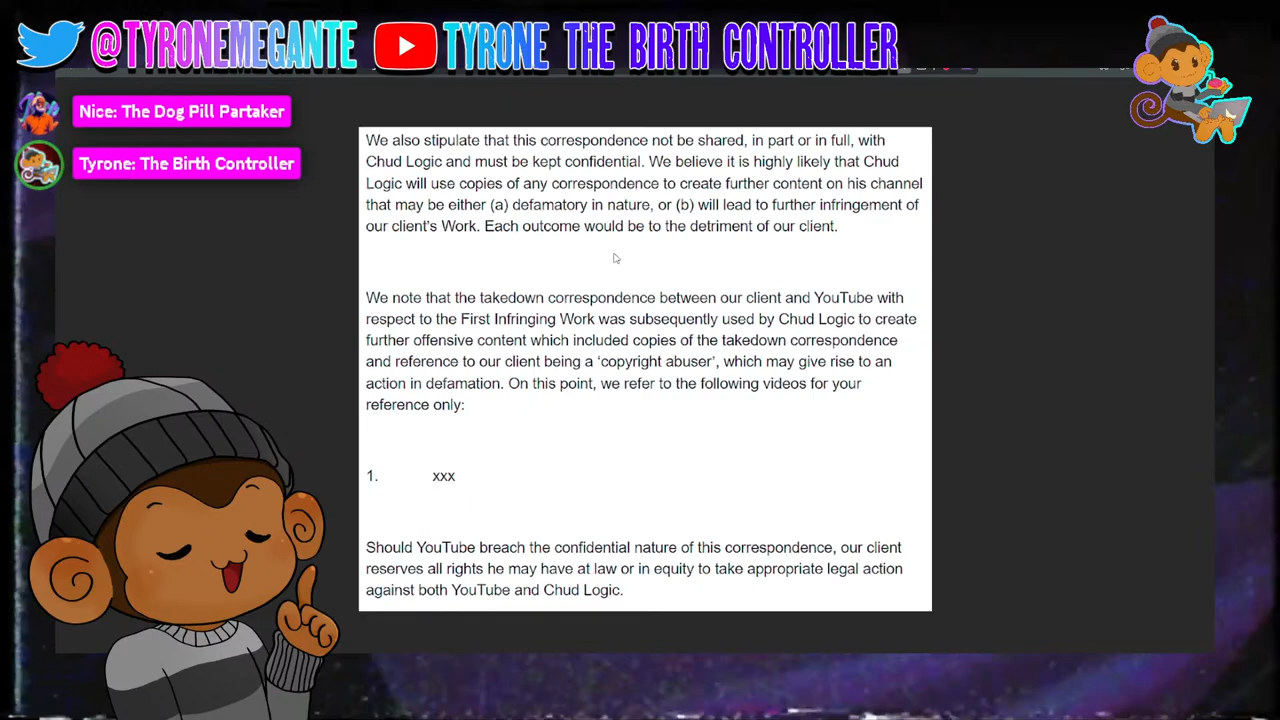 @TYRONEMEGANTE TYRONE THE BIRTH CONTROLLER
Nice: The Dog Pill Partaker
Tyrone: The Birth Controller
We also stipulate that this correspondence not be shared, in part or in full, with
Chud Logic and must be kept confidential. We believe it is highly likely that Chud
Logic will use copies of any correspondence to create further content on his channel
that may be either (a) defamatory in nature, or (b) will lead to further infringement of
our client's Work. Each outcome would be to the detriment of our client.
We note that the takedown correspondence between our client and YouTube with
respect to the First Infringing Work was subsequently used by Chud Logic to create
further offensive content which included copies of the takedown correspondence
and reference to our client being a ‘copyright abuser’, which may give rise to an
action in defamation. On this point, we refer to the following videos for your
reference only:
1. xxx
Should YouTube breach the confidential nature of this correspondence, our client
reserves all rights he may have at law or in equity to take appropriate legal action
against both YouTube and Chud Logic.